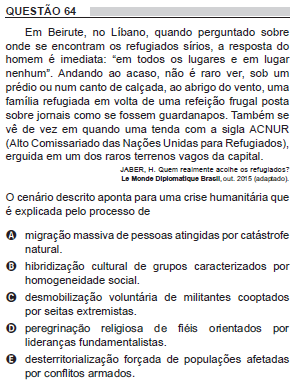 QUESTÃO 64
Em Beirute, no Líbano, quando perguntado sobre
onde se encontram os refugiados sírios, a resposta do
homem é imediata: “em todos os lugares e em lugar
nenhum”. Andando ao acaso, não é raro ver, sob um
prédio ou num canto de calçada, ao abrigo do vento, uma
família refugiada em volta de uma refeição frugal posta
sobre jornais como se fossem guardanapos. Também se
vê de vez em quando uma tenda com a sigla ACNUR
(Alto Comissariado das Nações Unidas para Refugiados),
erguida em um dos raros terrenos vagos da capital.
JABER, H. Quem realmente acolhe os refugiados?
Le Monde Diplomatique Brasil, out. 2015 (adaptado).
O cenário descrito aponta para uma crise humanitária que
é explicada pelo processo de
A migração massiva de pessoas atingidas por catástrofe
natural.
B hibridização cultural de grupos caracterizados por
homogeneidade social.
C desmobilização voluntária de militantes cooptados
por seitas extremistas.
D peregrinação religiosa de fiéis orientados por
lideranças fundamentalistas.
E desterritorialização forçada de populações afetadas
por conflitos armados.